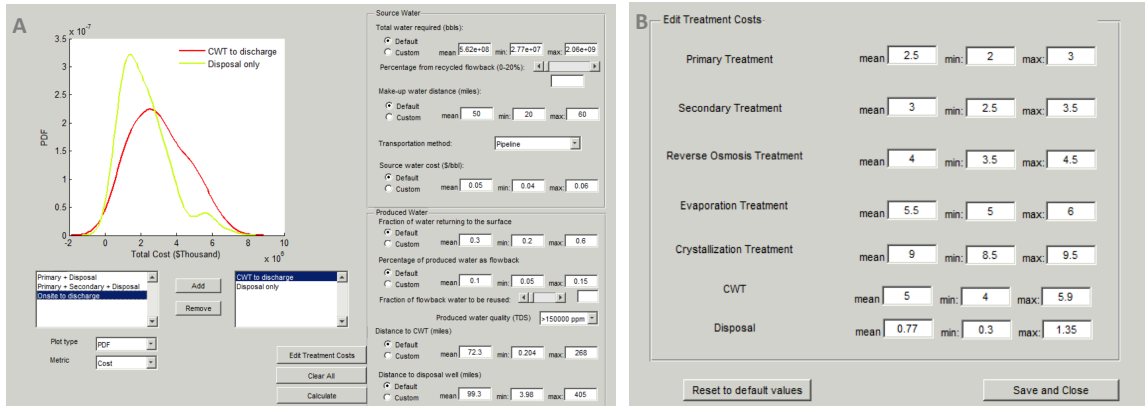 A
3.5
x 10
-7
3
2.5
2
1.5
1
0.5
0
PDF
CWT to discharge
Disposal only
-2 0 2 4 6 8 10
x 10
6
Total Cost ($Thousand)
Primary + Disposal
Primary + Secondary + Disposal
Onsite to discharge
Add
Remove
CWT to discharge
Disposal only
Plot type PDF
Metric Cost
Edit Treatment Costs
Clear All
Calculate
Source Water
Total water required (bbls):
Default
Custom mean 5.62e+08 min: 2.77e+07 max: 2.06e+09
Percentage from recycled flowback (0-20%):
Make-up water distance (miles):
Default
Custom mean 50 min: 20 max: 60
Transportation method: Pipeline
Source water cost ($/bbl):
Default
Custom mean 0.05 min: 0.04 max: 0.06
Produced Water
Fraction of water returning to the surface
Default
Custom mean 0.3 min: 0.2 max: 0.6
Percentage of produced water as flowback
Default
Custom mean 0.1 min: 0.05 max: 0.15
Fraction of flowback water to be reused:
Produced water quality (TDS) >150000 ppm
Distance to CWT (miles)
Default
Custom mean 72.3 min: 0.204 max: 268
Distance to disposal well (miles)
Default
Custom mean 99.3 min: 3.98 max: 405
B
Edit Treatment Costs
Primary Treatment mean 2.5 min: 2 max: 3
Secondary Treatment mean 3 min: 2.5 max: 3.5
Reverse Osmosis Treatment mean 4 min: 3.5 max: 4.5
Evaporation Treatment mean 5.5 min: 5 max: 6
Crystallization Treatment mean 9 min: 8.5 max: 9.5
CWT mean 5 min: 4 max: 5.9
Disposal mean 0.77 min: 0.3 max: 1.35
Reset to default values
Save and Close